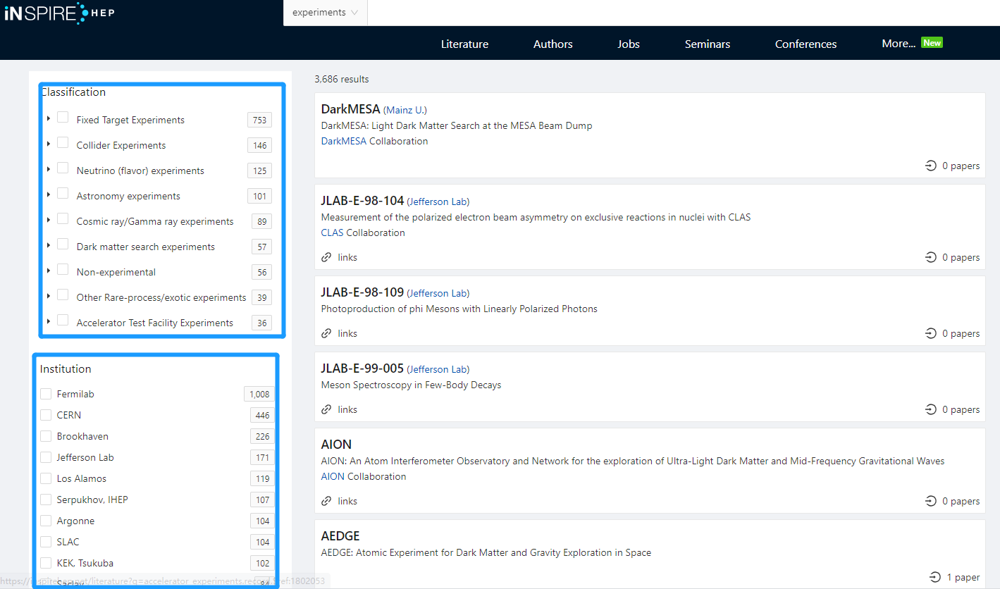 iNSPIRE HEP
experiments
Literature Authors Jobs Seminars Conferences More... New
Classification
Fixed Target Experiments 753
Collider Experiments 146
Neutrino (flavor) experiments 125
Astronomy experiments 101
Cosmic ray/Gamma ray experiments 89
Dark matter search experiments 57
Non-experimental 56
Other Rare-process/exotic experiments 39
Accelerator Test Facility Experiments 36
Institution
Fermilab 1,008
CERN 446
Brookhaven 226
Jefferson Lab 171
Los Alamos 119
Serpukhov, IHEP 107
Argonne 104
SLAC 104
KEK, Tsukuba 102
Saclay 84
3,686 results
DarkMESA (Mainz U.)
DarkMESA: Light Dark Matter Search at the MESA Beam Dump
DarkMESA Collaboration
0 papers
JLAB-E-98-104 (Jefferson Lab)
Measurement of the polarized electron beam asymmetry on exclusive reactions in nuclei with CLAS
CLAS Collaboration
links 0 papers
JLAB-E-98-109 (Jefferson Lab)
Photoproduction of phi Mesons with Linearly Polarized Photons
links 0 papers
JLAB-E-99-005 (Jefferson Lab)
Meson Spectroscopy in Few-Body Decays
links 0 papers
AION
AION: An Atom Interferometer Observatory and Network for the exploration of Ultra-Light Dark Matter and Mid-Frequency Gravitational Waves
AION Collaboration
links 0 papers
AEDGE
AEDGE: Atomic Experiment for Dark Matter and Gravity Exploration in Space
1 paper
https://inspirehep.net/literature?q=accelerator_experiments.record.$ref:1802053